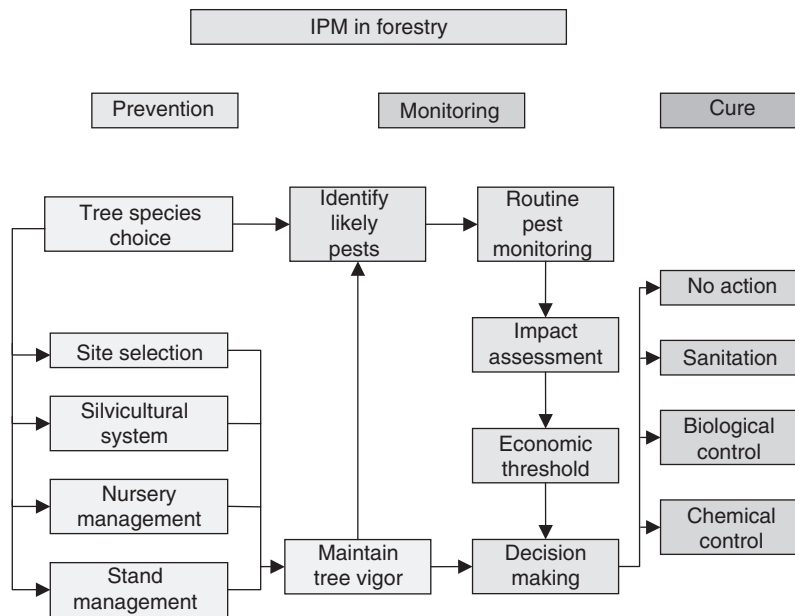 IPM in forestry
Prevention
Monitoring
Cure
Tree species
choice
Identify
likely
pests
Routine
pest
monitoring
No action
Site selection
Impact
assessment
Sanitation
Silvicultural
system
Economic
threshold
Biological
control
Nursery
management
Chemical
control
Stand
management
Maintain
tree vigor
Decision
making